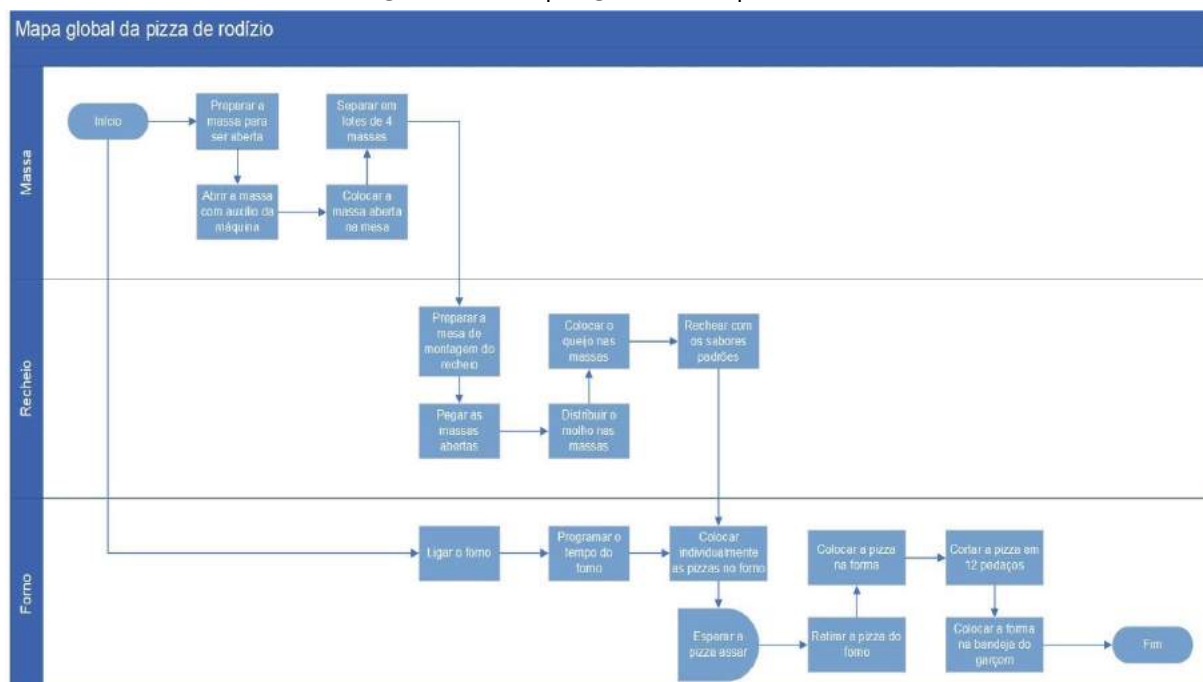 Mapa global da pizza de rodízio
Massa
Início
Preparar a
massa para
ser aberta
Separar em
lotes de 4
massas
Abrir a massa
com auxílio da
máquina
Colocar a
massa aberta
na mesa
Recheio
Preparar a
mesa de
montagem do
recheio
Colocar o
queijo nas
massas
Rechear com
os sabores
padrões
Pegar as
massas
abertas
Distribuir o
molho nas
massas
Forno
Ligar o forno
Programar o
tempo do
forno
Colocar
individualmente
as pizzas no forno
Colocar a pizza
na forma
Cortar a pizza em
12 pedaços
Esperar a
pizza assar
Retirar a pizza do
forno
Colocar a forma
na bandeja do
garçom
Fim